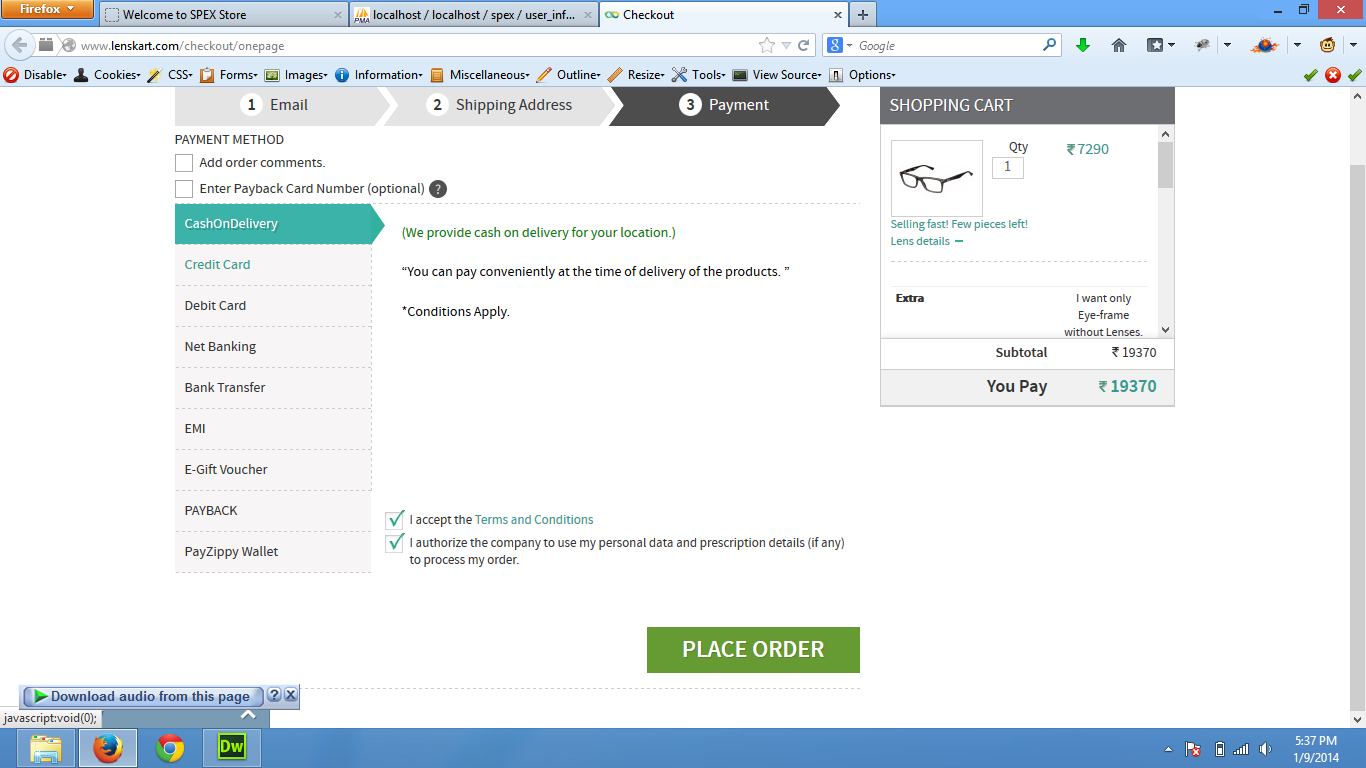 Firefox
Welcome to SPEX Store
localhost / localhost / spex / user_inf...
Checkout
www.lenskart.com/checkout/onepage
Google
Disable
Cookies
CSS
Forms
Images
Information
Miscellaneous
Outline
Resize
Tools
View Source
Options
1 Email
2 Shipping Address
3 Payment
PAYMENT METHOD
Add order comments.
Enter Payback Card Number (optional) ?
CashOnDelivery
Credit Card
Debit Card
Net Banking
Bank Transfer
EMI
E-Gift Voucher
PAYBACK
PayZippy Wallet
(We provide cash on delivery for your location.)
“You can pay conveniently at the time of delivery of the products. ”
*Conditions Apply.
I accept the Terms and Conditions
I authorize the company to use my personal data and prescription details (if any)
to process my order.
PLACE ORDER
SHOPPING CART
Qty
₹ 7290
1
Selling fast! Few pieces left!
Lens details
Extra
I want only
Eye-frame
without Lenses.
Subtotal ₹ 19370
You Pay ₹ 19370
Download audio from this page ? X
javascript:void(0);
PMA
Dw
5:37 PM
1/9/2014